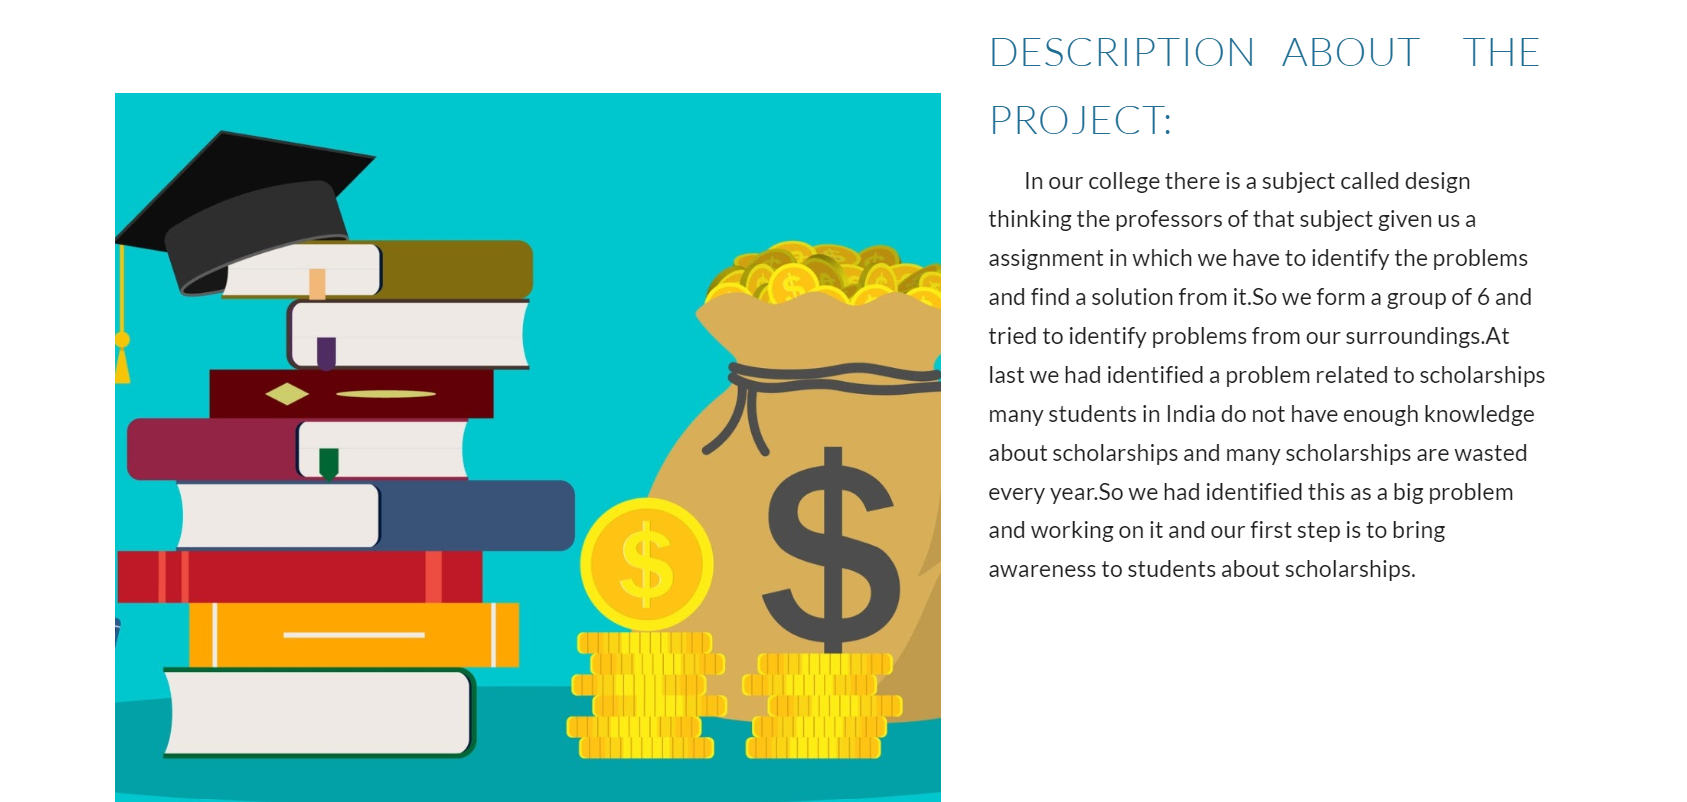 DESCRIPTION ABOUT THE
PROJECT:
In our college there is a subject called design
thinking the professors of that subject given us a
assignment in which we have to identify the problems
and find a solution from it.So we form a group of 6 and
tried to identify problems from our surroundings.At
last we had identified a problem related to scholarships
many students in India do not have enough knowledge
about scholarships and many scholarships are wasted
every year.So we had identified this as a big problem
and working on it and our first step is to bring
awareness to students about scholarships.
$
$
$